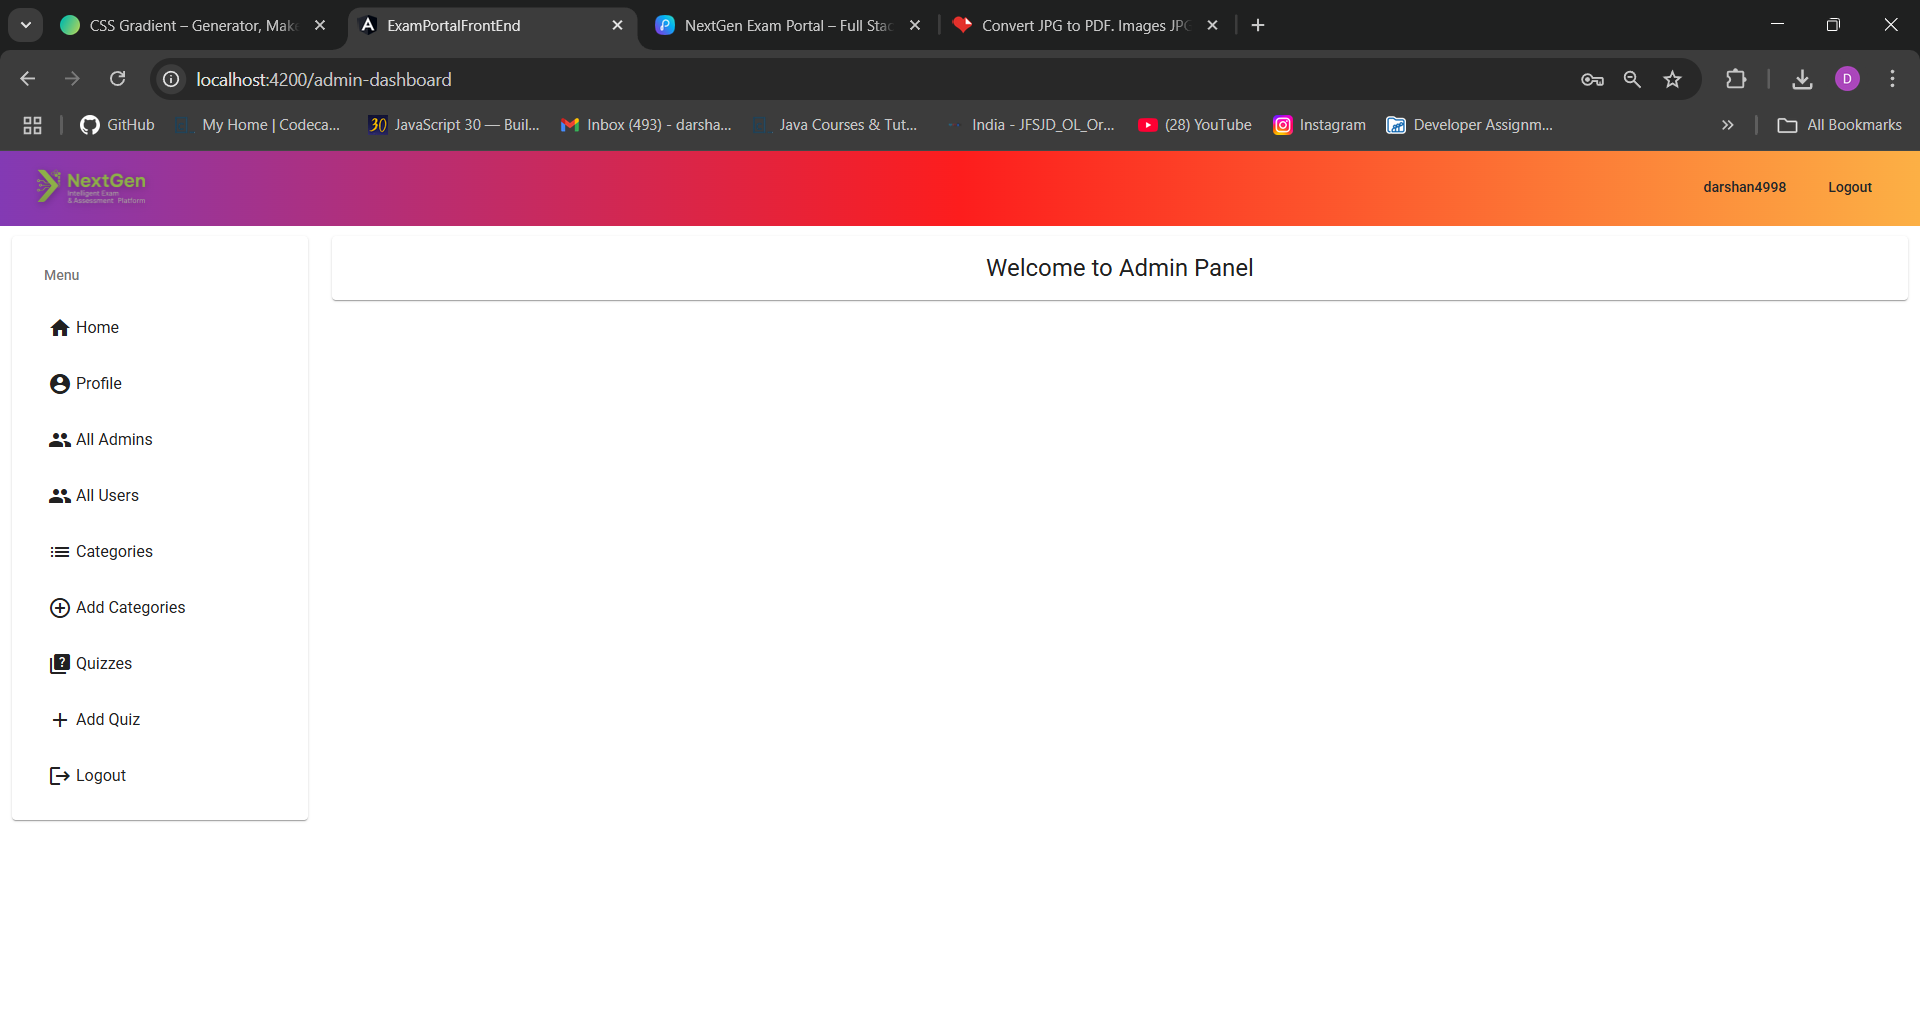 CSS Gradient – Generator, Mak
ExamPortalFrontEnd
NextGen Exam Portal – Full Stac
Convert JPG to PDF. Images JPG
localhost:4200/admin-dashboard
D
GitHub
My Home | Codeca...
30
JavaScript 30 — Buil...
Inbox (493) - darsha...
Java Courses & Tut...
India - JFSJD_OL_Or...
(28) YouTube
Instagram
Developer Assignm...
All Bookmarks
NextGen
Intelligent Exam
& Assessment Platform
darshan4998
Logout
Menu
Welcome to Admin Panel
Home
Profile
All Admins
All Users
Categories
Add Categories
Quizzes
Add Quiz
Logout